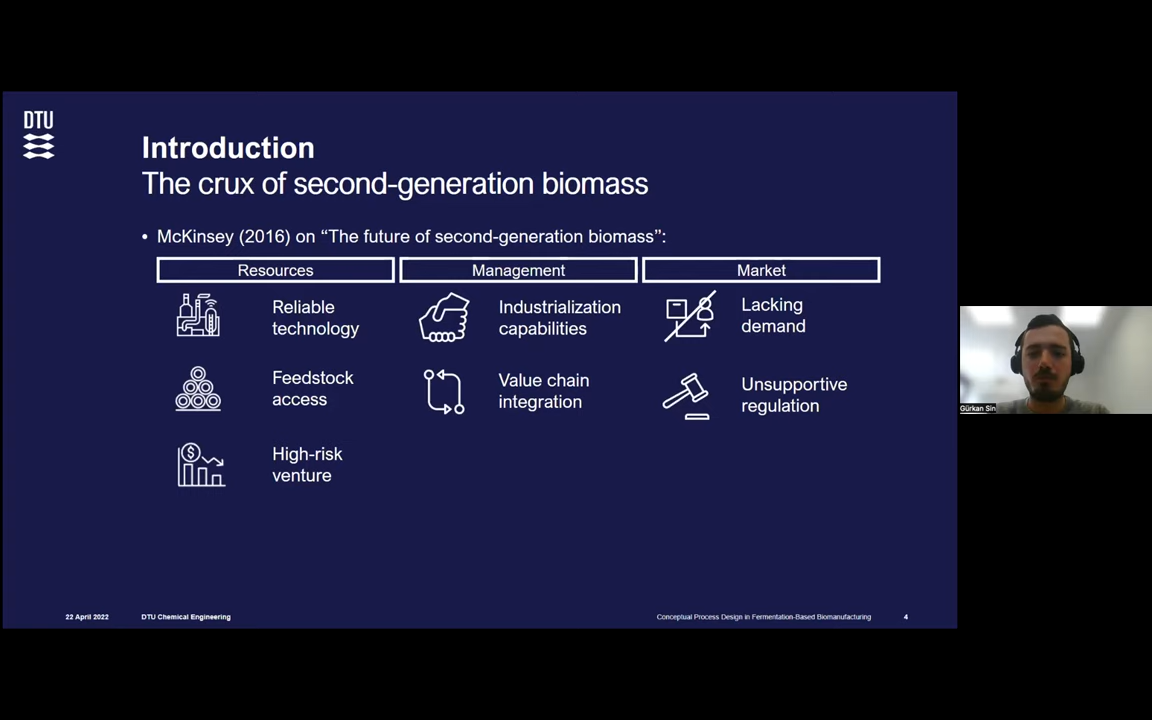 DTU
Introduction
The crux of second-generation biomass
• McKinsey (2016) on “The future of second-generation biomass”:
Resources
Management
Market
Reliable
technology
Industrialization
capabilities
Lacking
demand
Feedstock
access
Value chain
integration
Unsupportive
regulation
$
High-risk
venture
Gürkan Sin
22 April 2022
DTU Chemical Engineering
Conceptual Process Design in Fermentation-Based Biomanufacturing
4